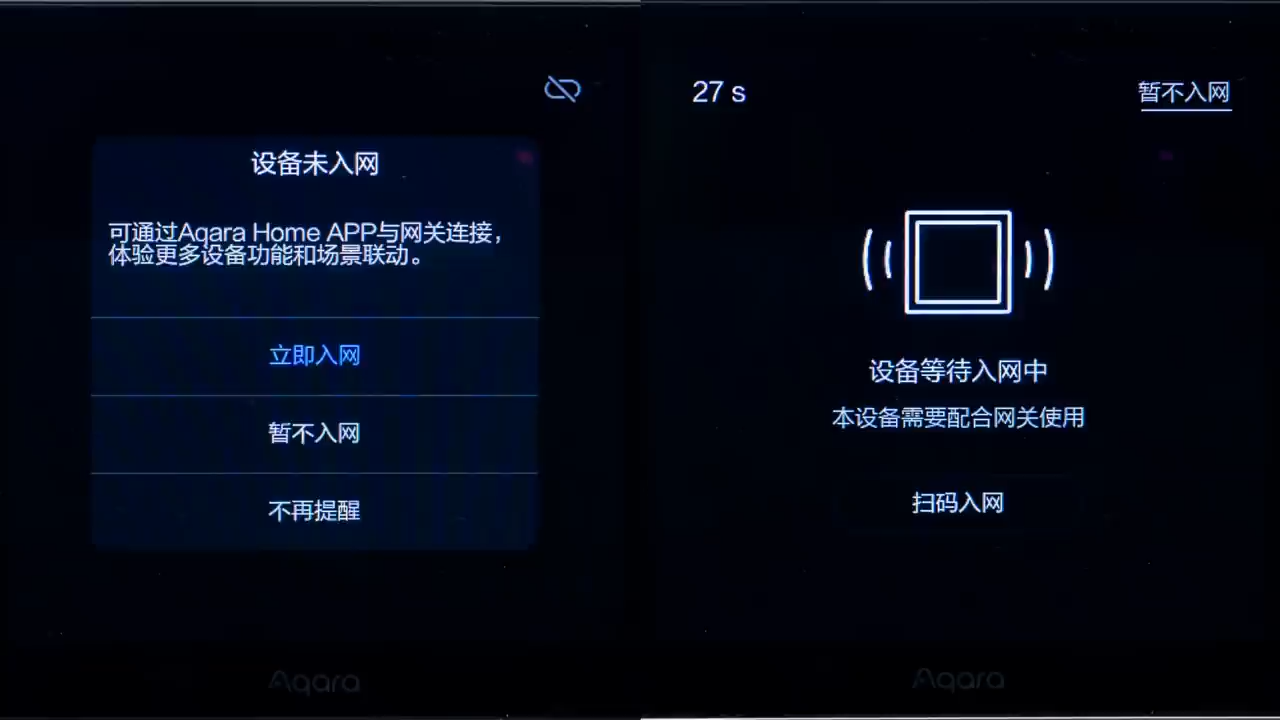 设备未入网
可通过Aqara Home APP与网关连接，
体验更多设备功能和场景联动。
立即入网
暂不入网
不再提醒
Aqara
27 s
暂不入网
设备等待入网中
本设备需要配合网关使用
扫码入网
Aqara